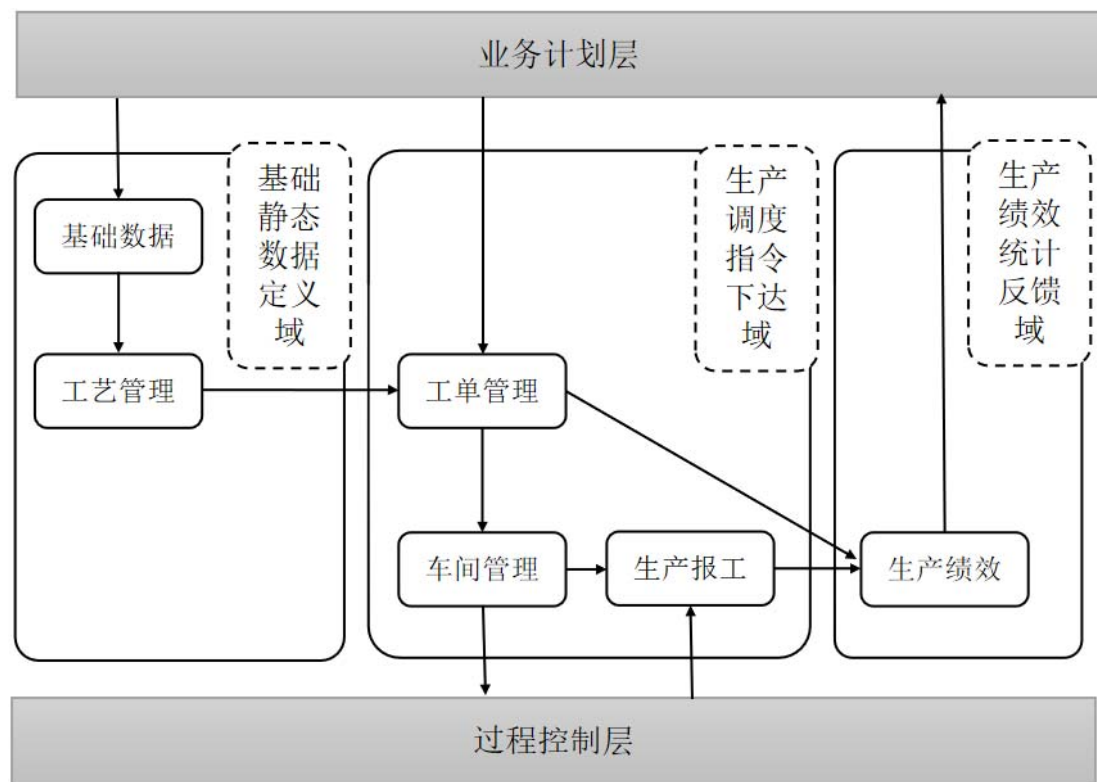 业务计划层
基础
静态
数据
定义
域
生产
调度
指令
下达
域
生产
绩效
统计
反馈
域
基础数据
工艺管理
工单管理
车间管理
生产报工
生产绩效
过程控制层